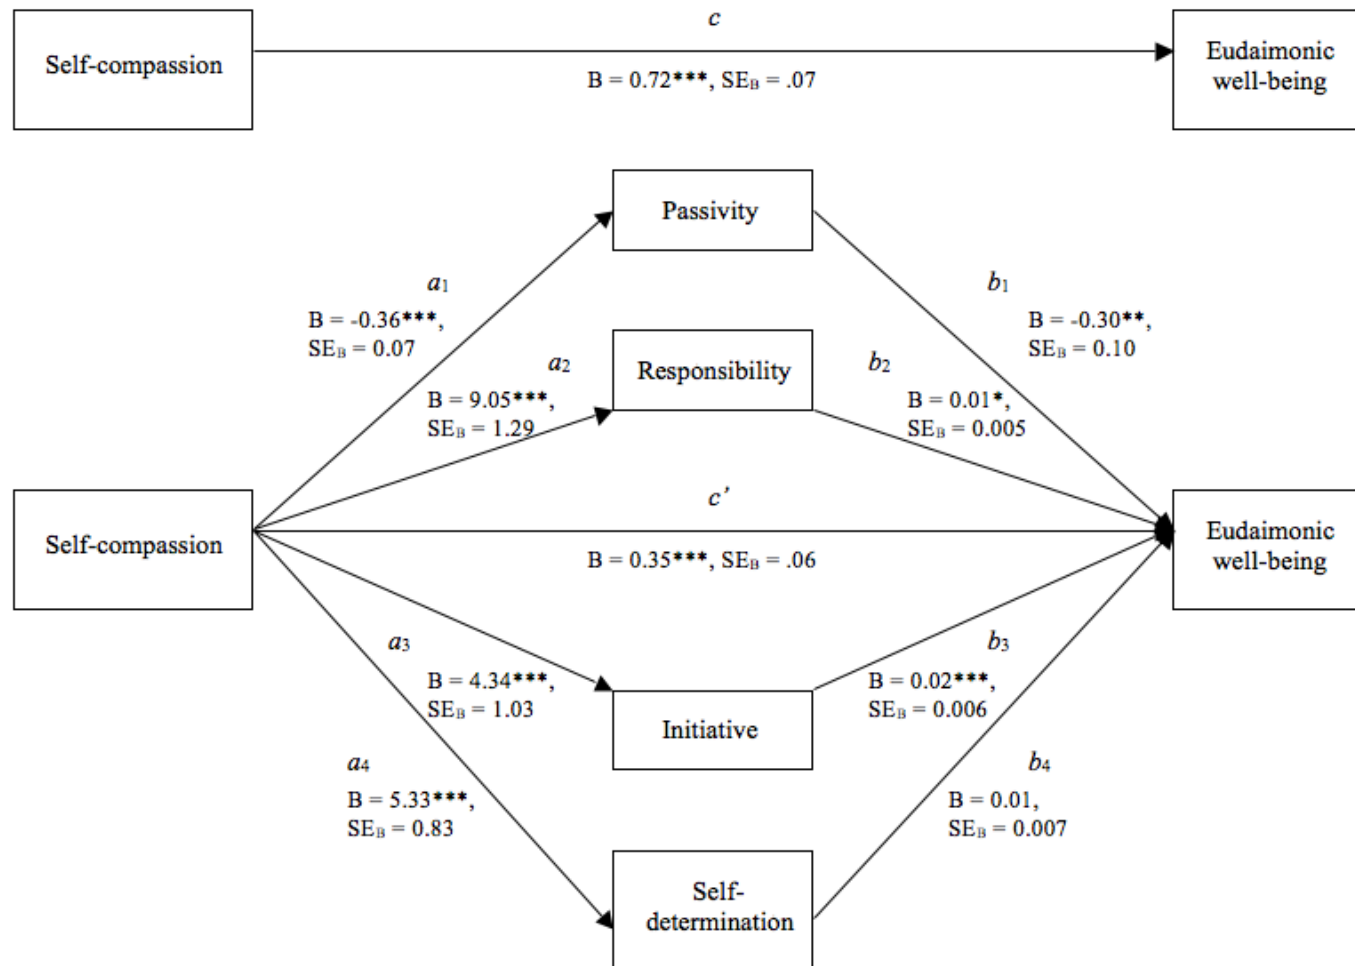 c
Self-compassion
Eudaimonic
well-being
B = 0.72***, SEB = .07
Passivity
a1
B = -0.36***,
SEB = 0.07
b1
B = -0.30**,
SEB = 0.10
Responsibility
a2
B = 9.05***,
SEB = 1.29
b2
B = 0.01*,
SEB = 0.005
c’
Self-compassion
Eudaimonic
well-being
B = 0.35***, SEB = .06
a3
B = 4.34***,
SEB = 1.03
b3
B = 0.02***,
SEB = 0.006
Initiative
a4
B = 5.33***,
SEB = 0.83
b4
B = 0.01,
SEB = 0.007
Self-
determination